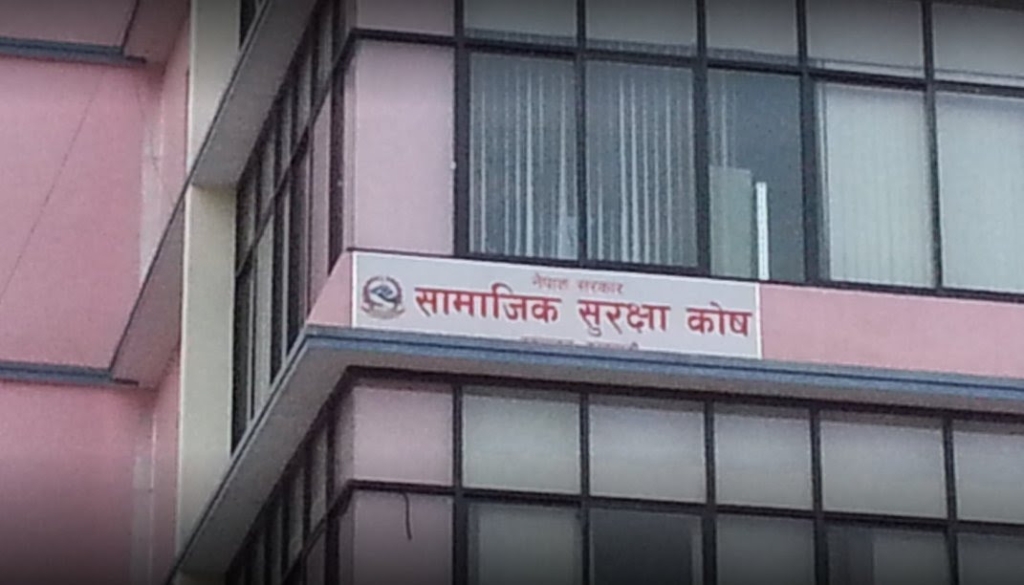 नेपाल सरकार
सामाजिक सुरक्षा कोष